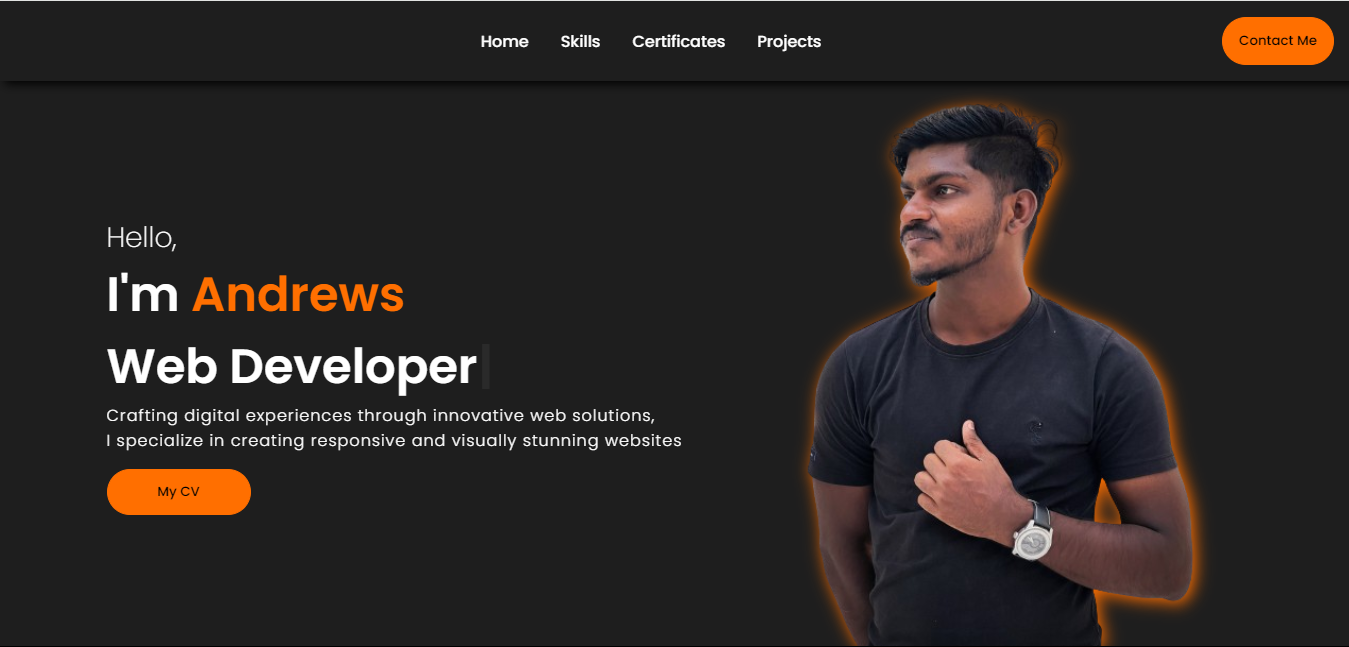 Home Skills Certificates Projects Contact Me
Hello,
I'm Andrews
Web Developer
Crafting digital experiences through innovative web solutions,
I specialize in creating responsive and visually stunning websites
My CV